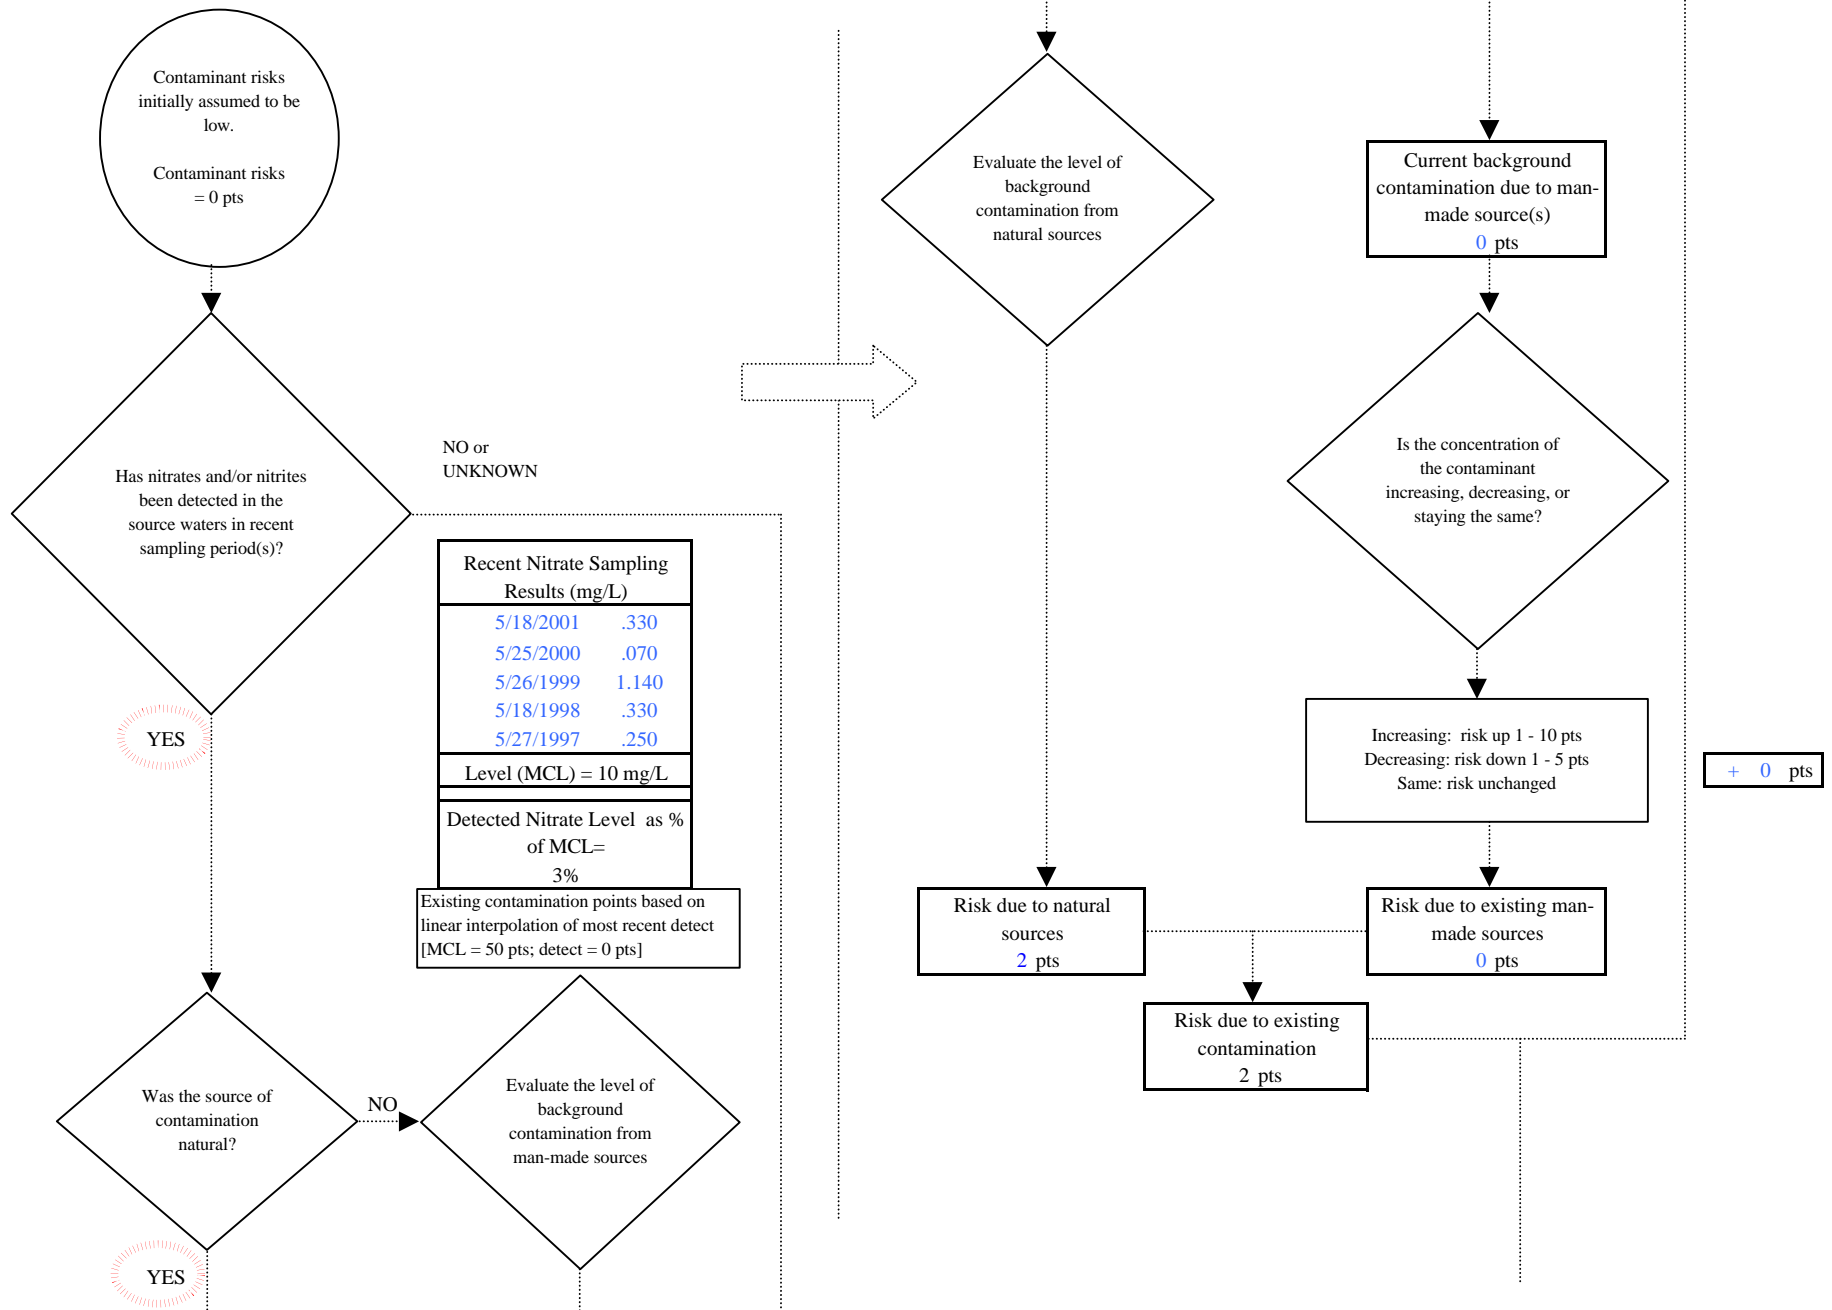 Contaminant risks
initially assumed to be
low.
Contaminant risks
= 0 pts
Has nitrates and/or nitrites
been detected in the
source waters in recent
sampling period(s)?
NO or
UNKNOWN
YES
Recent Nitrate Sampling
Results (mg/L)
5/18/2001 .330
5/25/2000 .070
5/26/1999 1.140
5/18/1998 .330
5/27/1997 .250
Level (MCL) = 10 mg/L
Detected Nitrate Level as %
of MCL=
3%
Existing contamination points based on
linear interpolation of most recent detect
[MCL = 50 pts; detect = 0 pts]
Was the source of
contamination
natural?
NO
YES
Evaluate the level of
background
contamination from
man-made sources
Evaluate the level of
background
contamination from
natural sources
Current background
contamination due to man-
made source(s)
0 pts
Is the concentration of
the contaminant
increasing, decreasing, or
staying the same?
Increasing: risk up 1 - 10 pts
Decreasing: risk down 1 - 5 pts
Same: risk unchanged
+ 0 pts
Risk due to natural
sources
2 pts
Risk due to existing man-
made sources
0 pts
Risk due to existing
contamination
2 pts